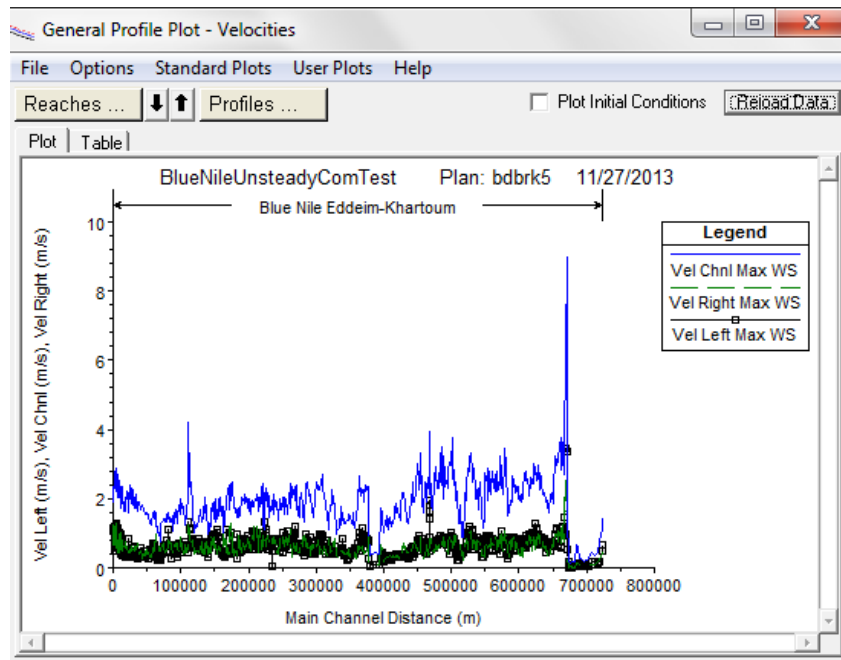 General Profile Plot - Velocities
File Options Standard Plots User Plots Help
Reaches ... Profiles ... Plot Initial Conditions Reload Data
Plot Table
BlueNileUnsteadyComTest Plan: bdbrk5 11/27/2013
Blue Nile Eddeim-Khartoum
Legend
Vel Chnl Max WS
Vel Right Max WS
Vel Left Max WS
Vel Left (m/s), Vel Chnl (m/s), Vel Right (m/s)
10
8
6
4
2
0
0 100000 200000 300000 400000 500000 600000 700000 800000
Main Channel Distance (m)